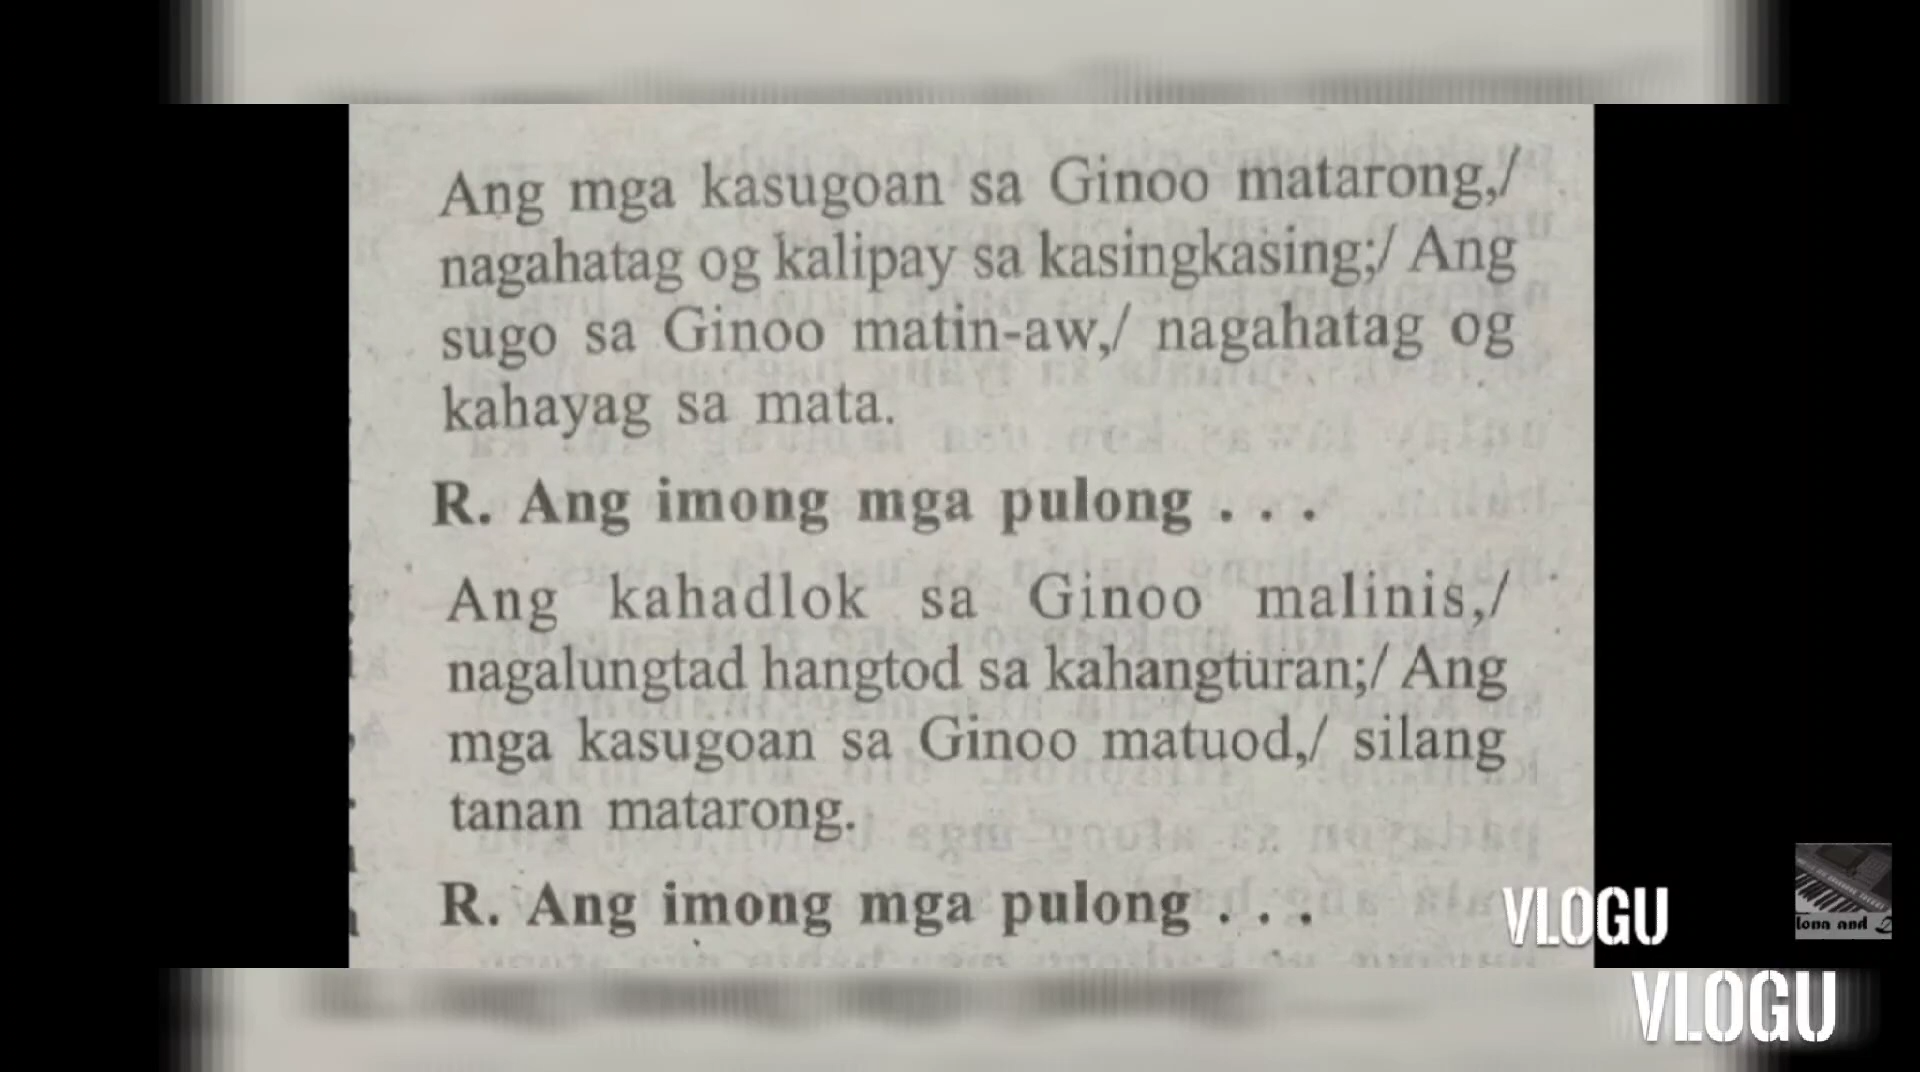 Ang mga kasugoan sa Ginoo matarong,/
nagahatag og kalipay sa kasingkasing;/ Ang
sugo sa Ginoo matin-aw,/ nagahatag og
kahayag sa mata.
R. Ang imong mga pulong . . .
Ang kahadlok sa Ginoo malinis,/
nagalungtad hangtod sa kahangturan;/ Ang
mga kasugoan sa Ginoo matuod,/ silang
tanan matarong.
R. Ang imong mga pulong . . .
VLOGU
and
VLOGU